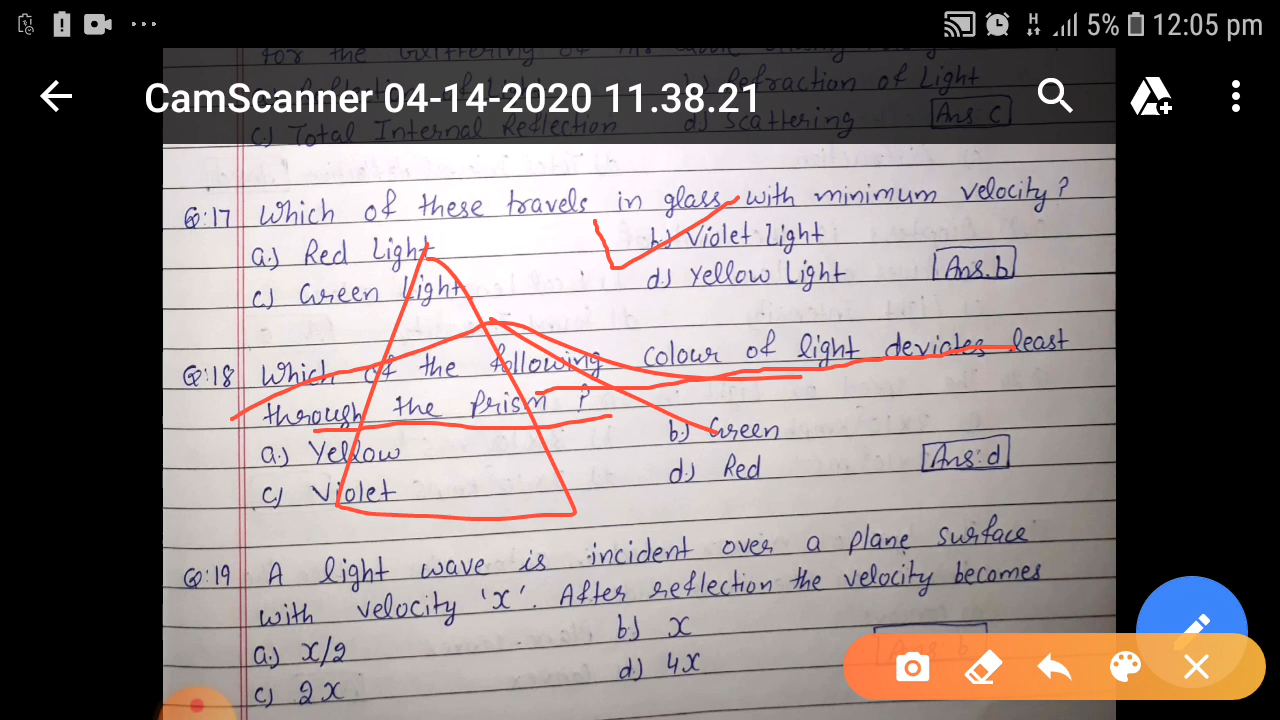 5% 12:05 pm
for the
CamScanner 04-14-2020 11.38.21
b) Refraction of Light
c) Total Internal Reflection d) Scattering Ans c
Q:17 Which of these travels in glass with minimum velocity?
a.) Red Light b.) Violet Light
c) Green Light d.) Yellow Light Ans.b
Q:18 Which of the following colour of light deviates least
through the prism ?
a.) Yellow b.) Green
c) Violet d.) Red Ans:d
Q:19 A light wave is incident over a plane surface
with velocity 'x'. After reflection the velocity becomes
a.) x/2 b) x
c) 2x d) 4x